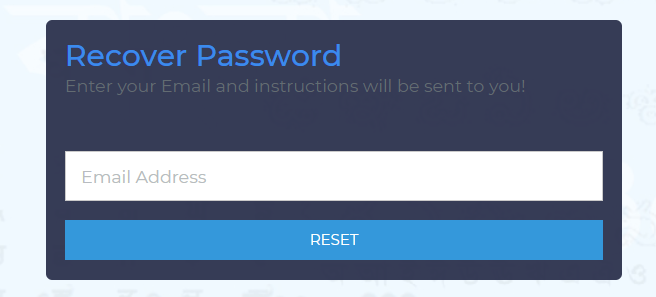 Recover Password
Enter your Email and instructions will be sent to you!
Email Address
RESET